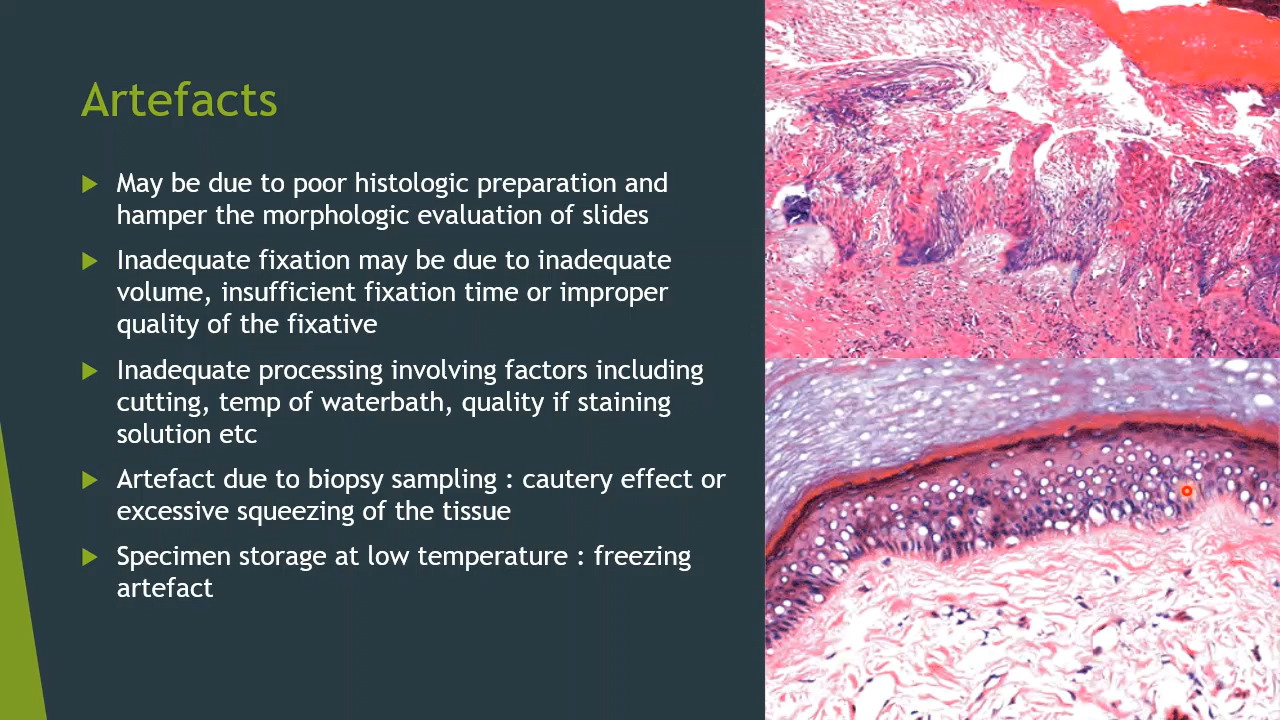 Artefacts
May be due to poor histologic preparation and
hamper the morphologic evaluation of slides
Inadequate fixation may be due to inadequate
volume, insufficient fixation time or improper
quality of the fixative
Inadequate processing involving factors including
cutting, temp of waterbath, quality if staining
solution etc
Artefact due to biopsy sampling : cautery effect or
excessive squeezing of the tissue
Specimen storage at low temperature : freezing
artefact